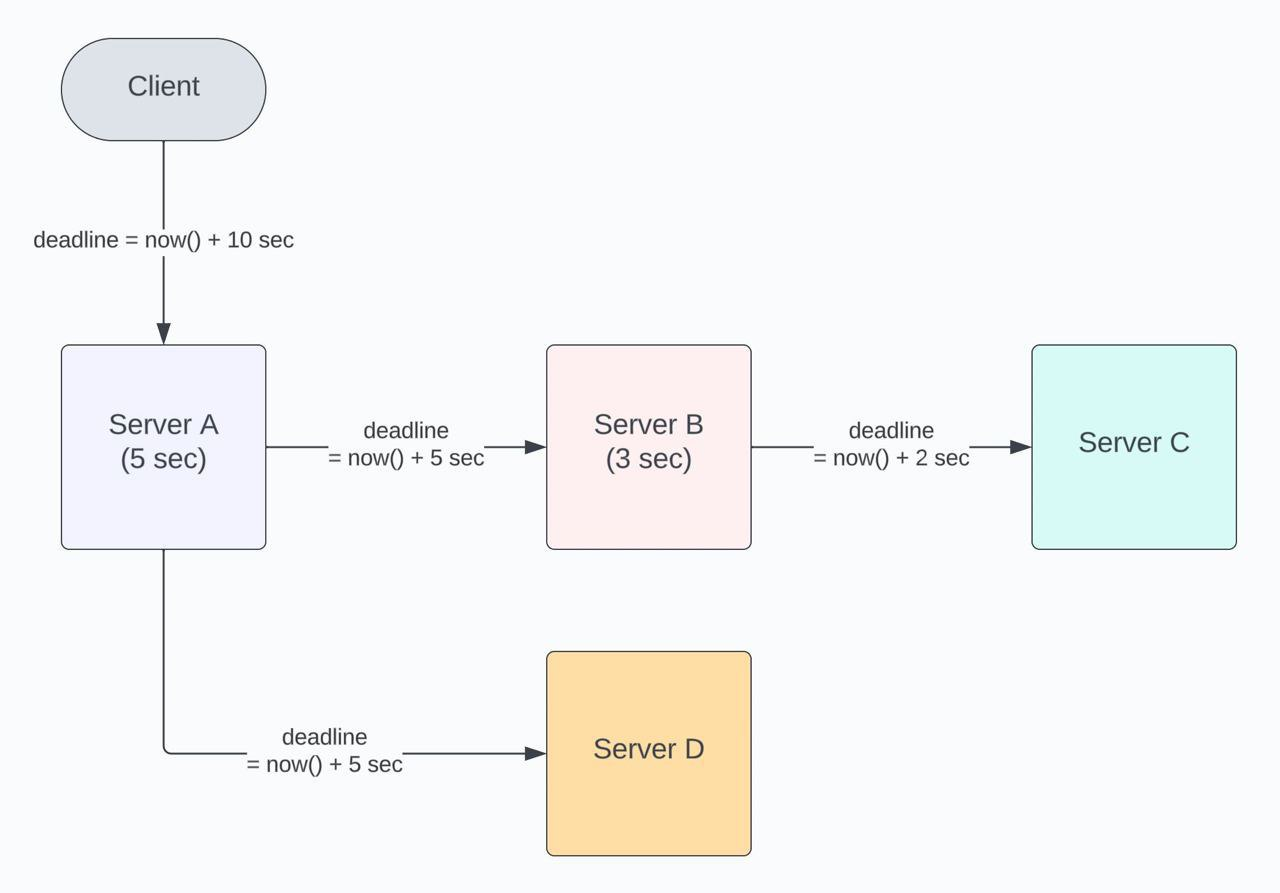 Client
deadline = now() + 10 sec
Server A
(5 sec)
deadline
= now() + 5 sec
Server B
(3 sec)
deadline
= now() + 2 sec
Server C
deadline
= now() + 5 sec
Server D